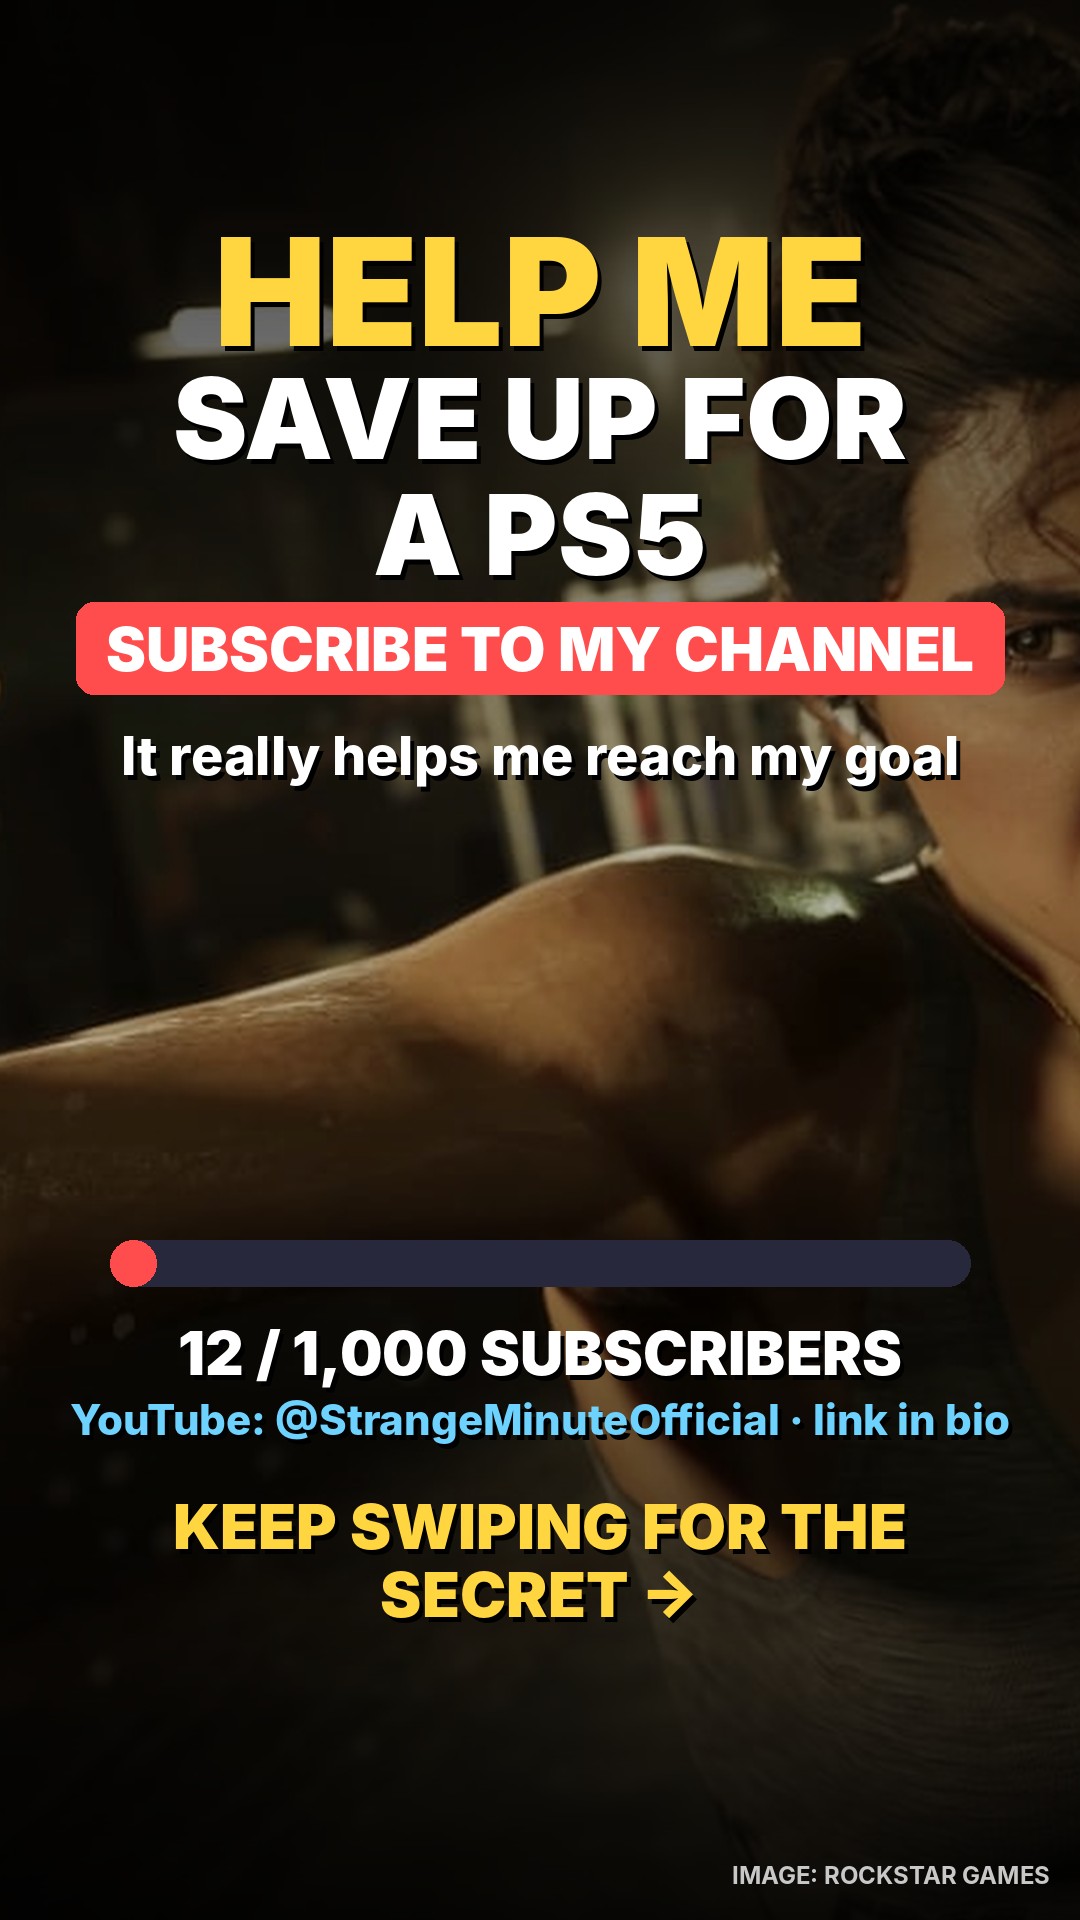 HELP ME
SAVE UP FOR
A PS5
SUBSCRIBE TO MY CHANNEL
It really helps me reach my goal
12 / 1,000 SUBSCRIBERS
YouTube: @StrangeMinuteOfficial · link in bio
KEEP SWIPING FOR THE
SECRET →
IMAGE: ROCKSTAR GAMES